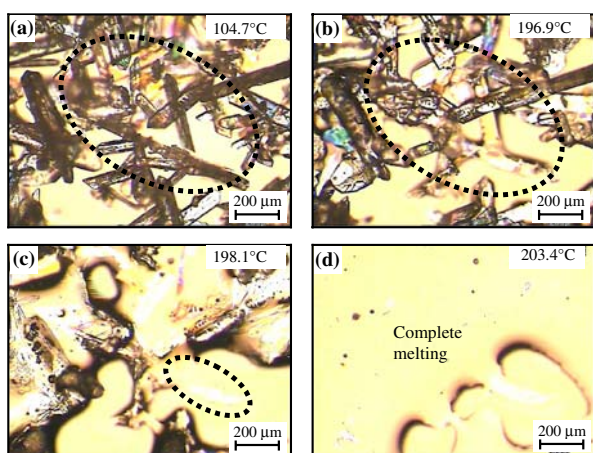 (a) 104.7°C
200 µm
(b) 196.9°C
200 µm
(c) 198.1°C
200 µm
(d) 203.4°C
Complete
melting
200 µm